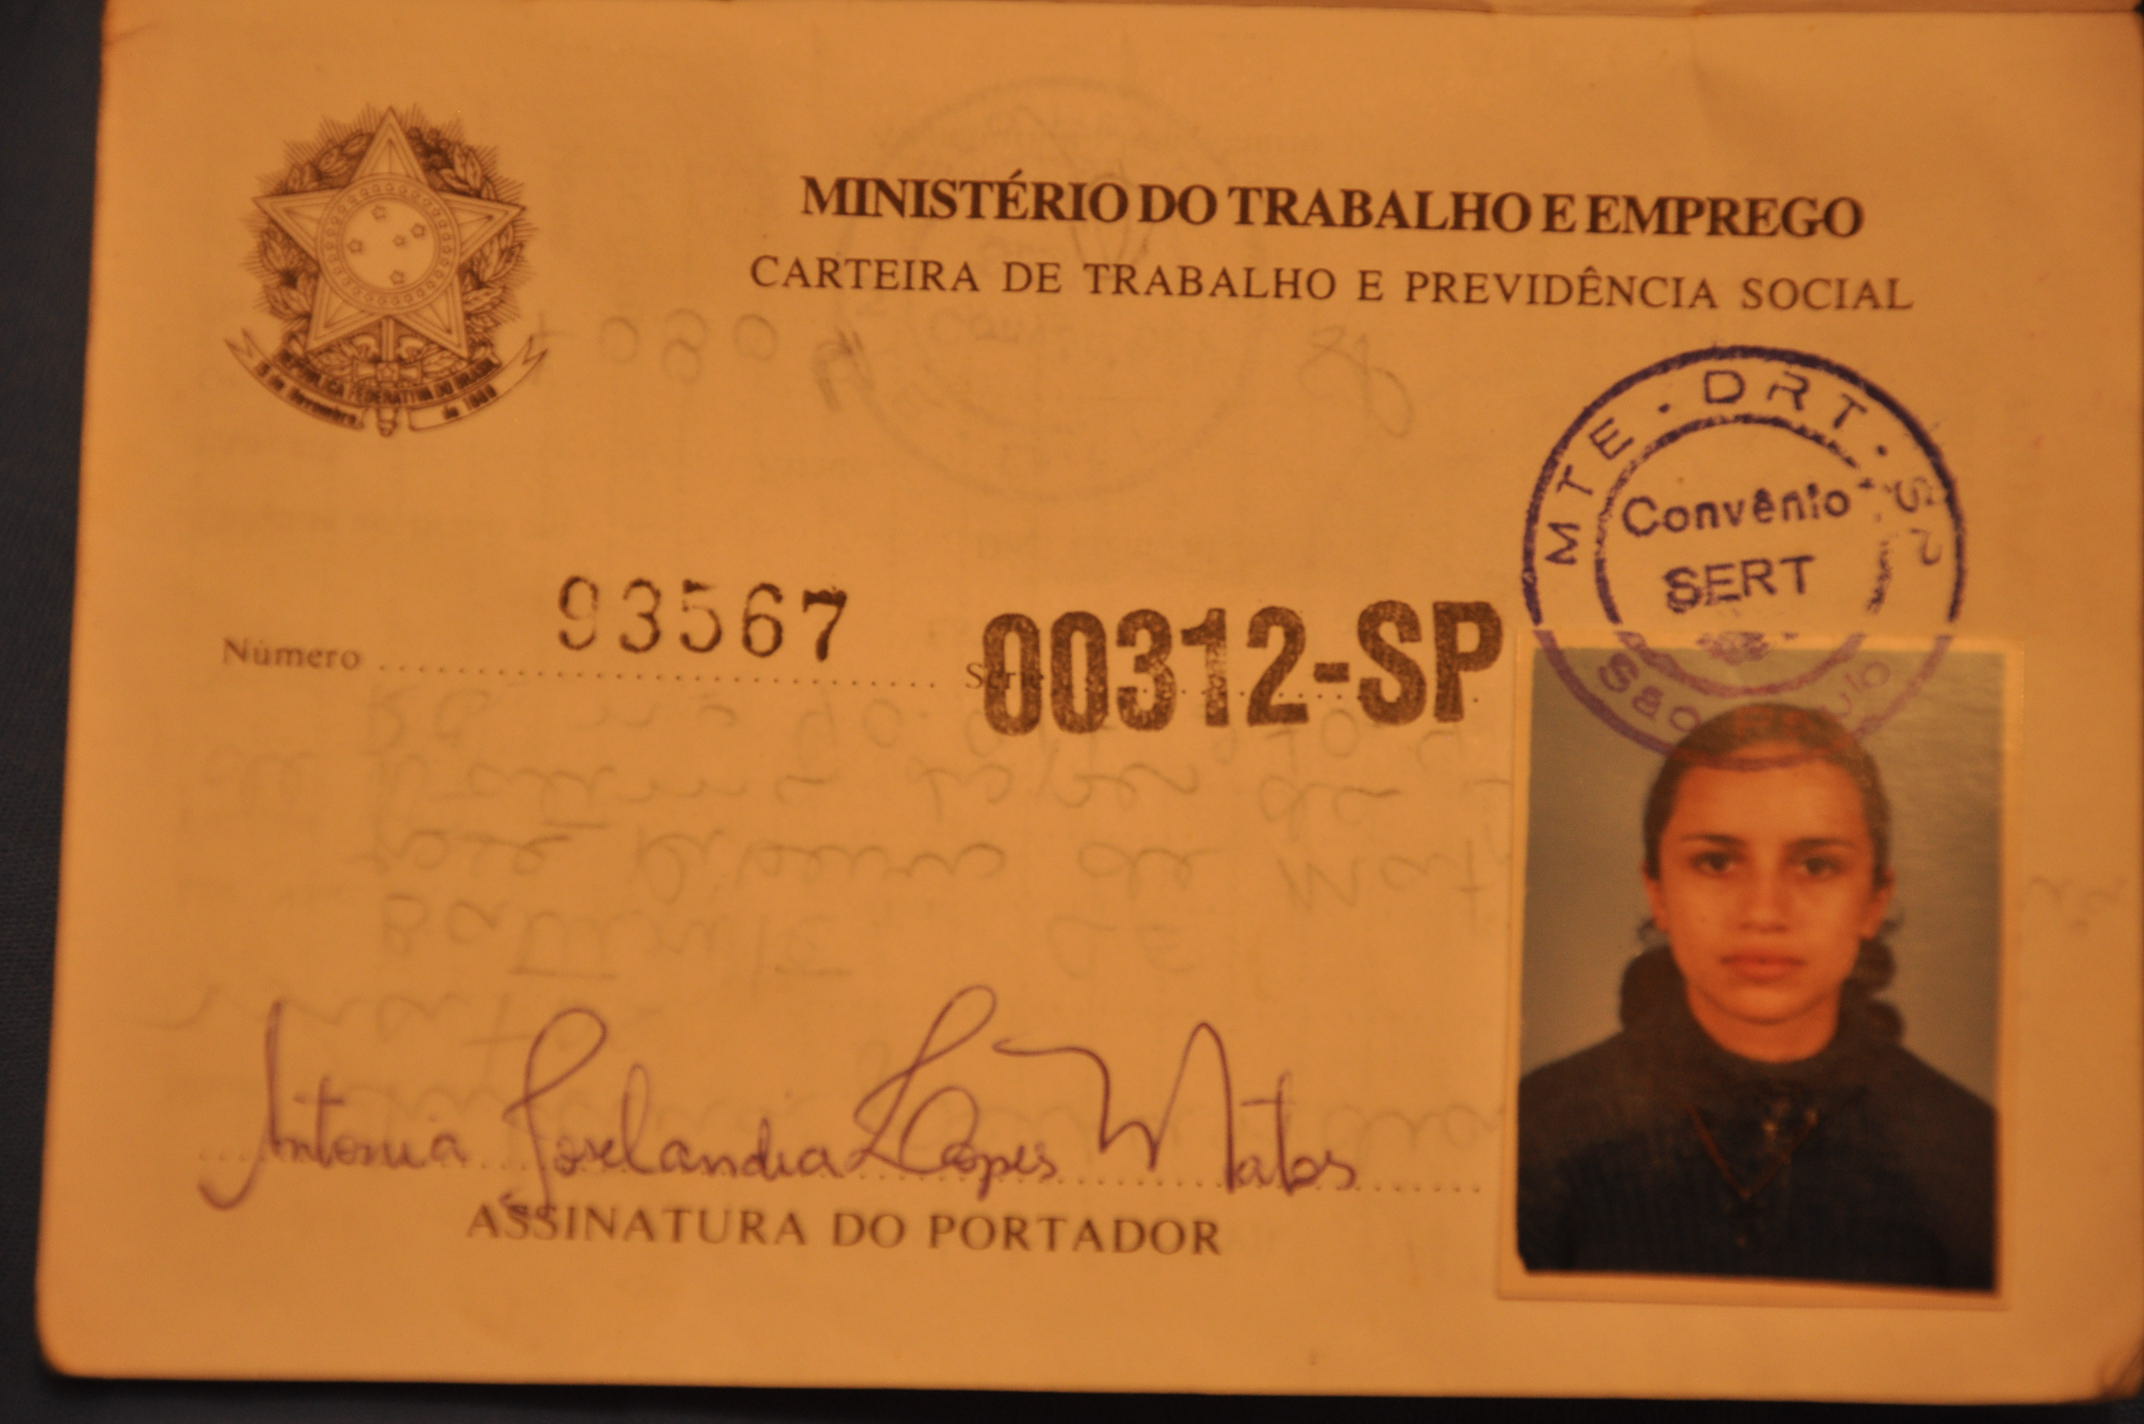 MINISTÉRIO DO TRABALHO E EMPREGO
CARTEIRA DE TRABALHO E PREVIDÊNCIA SOCIAL
REPÚBLICA FEDERATIVA DO BRASIL
15 de Novembro de 1889
MTE · DRT · SP
Convênio
SERT
São Paulo
Número 93567 Série 00312-SP
Antonia Joselandia Lopes Matos
ASSINATURA DO PORTADOR